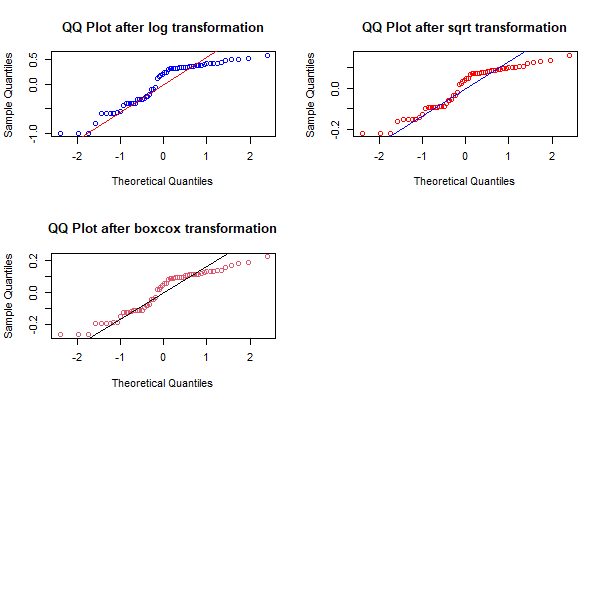 QQ Plot after log transformation
Sample Quantiles
0.5
0.0
-1.0
-2 -1 0 1 2
Theoretical Quantiles
QQ Plot after sqrt transformation
Sample Quantiles
0.0
-0.2
-2 -1 0 1 2
Theoretical Quantiles
QQ Plot after boxcox transformation
Sample Quantiles
0.2
0.0
-0.2
-2 -1 0 1 2
Theoretical Quantiles